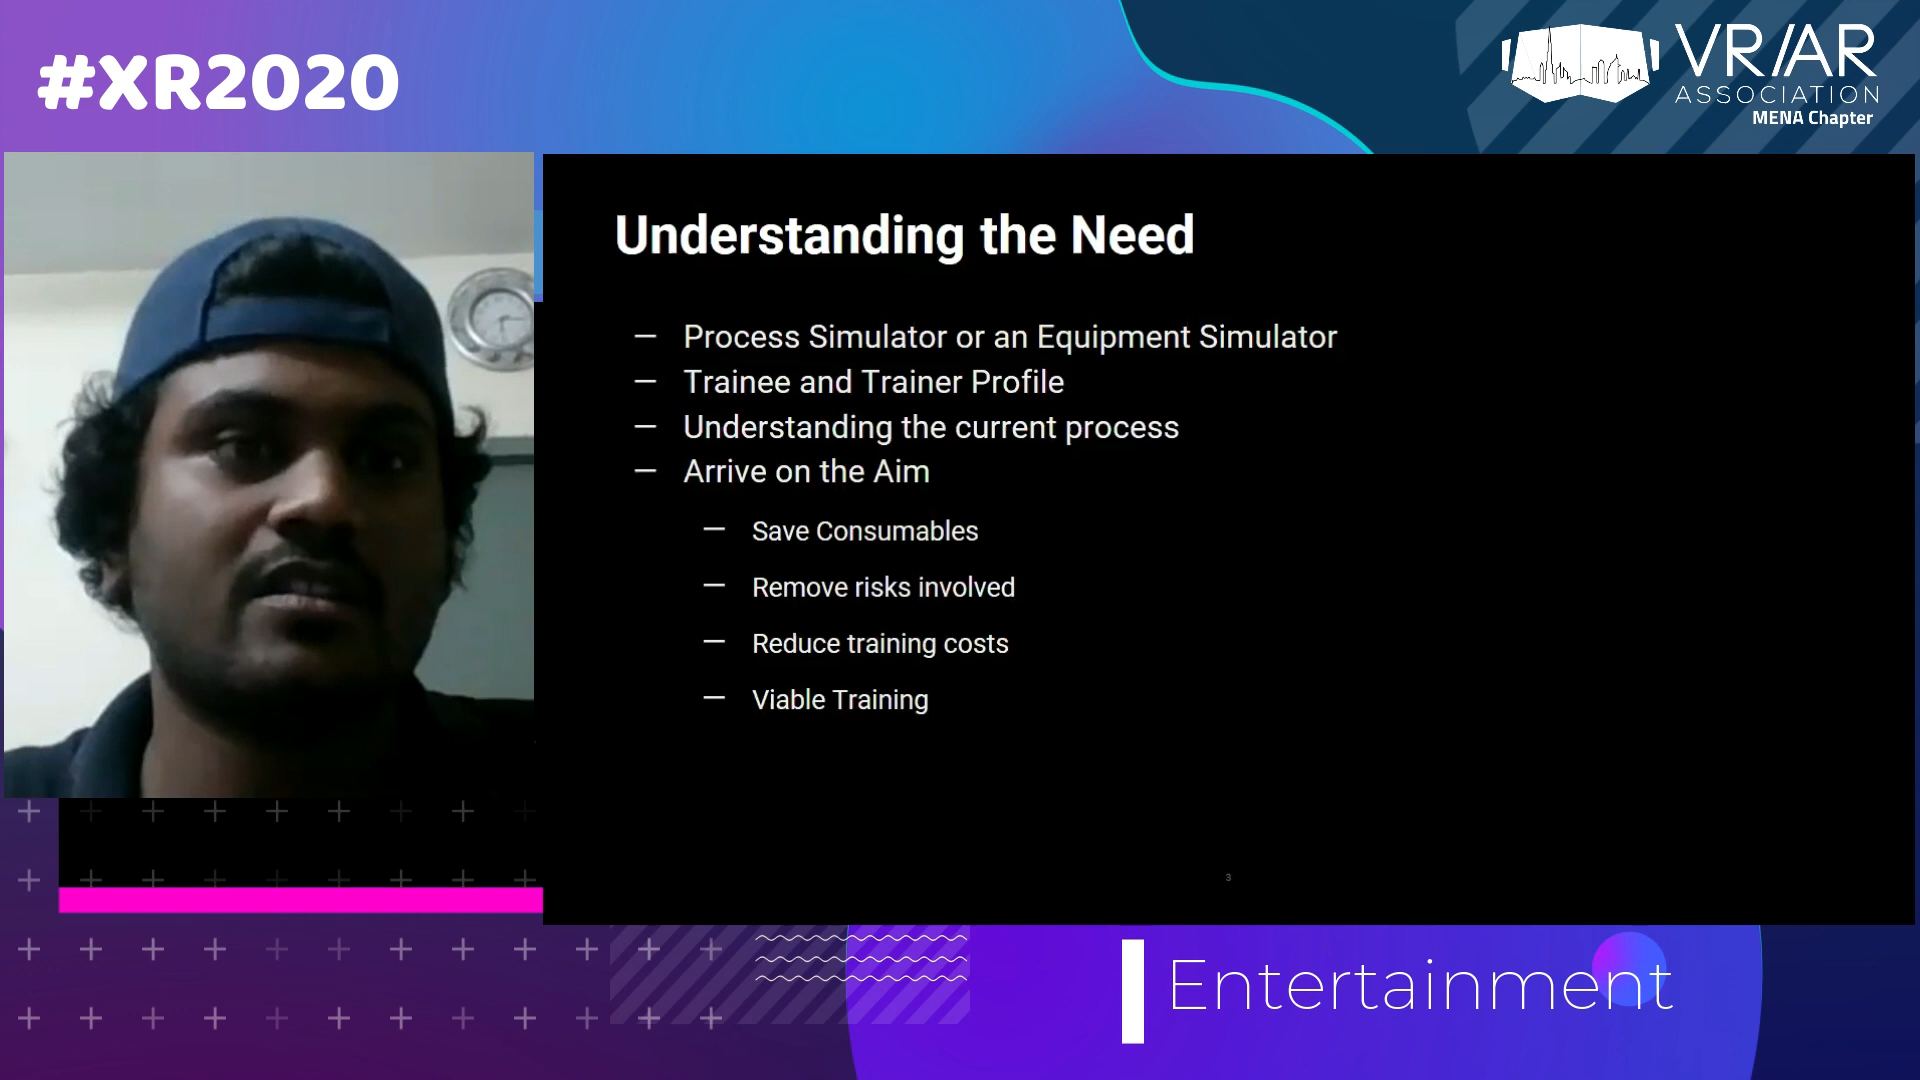 #XR2020
VR/AR
ASSOCIATION
MENA Chapter
Understanding the Need
— Process Simulator or an Equipment Simulator
— Trainee and Trainer Profile
— Understanding the current process
— Arrive on the Aim
— Save Consumables
— Remove risks involved
— Reduce training costs
— Viable Training
3
Entertainment